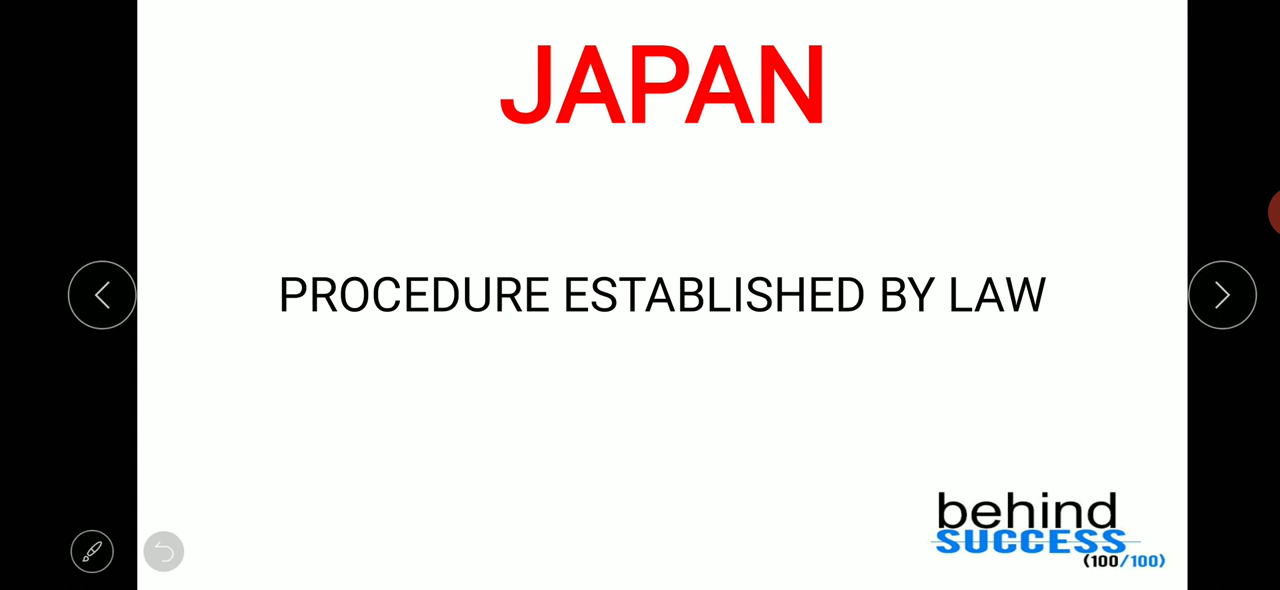 JAPAN
PROCEDURE ESTABLISHED BY LAW
behind
SUCCESS
(100/100)